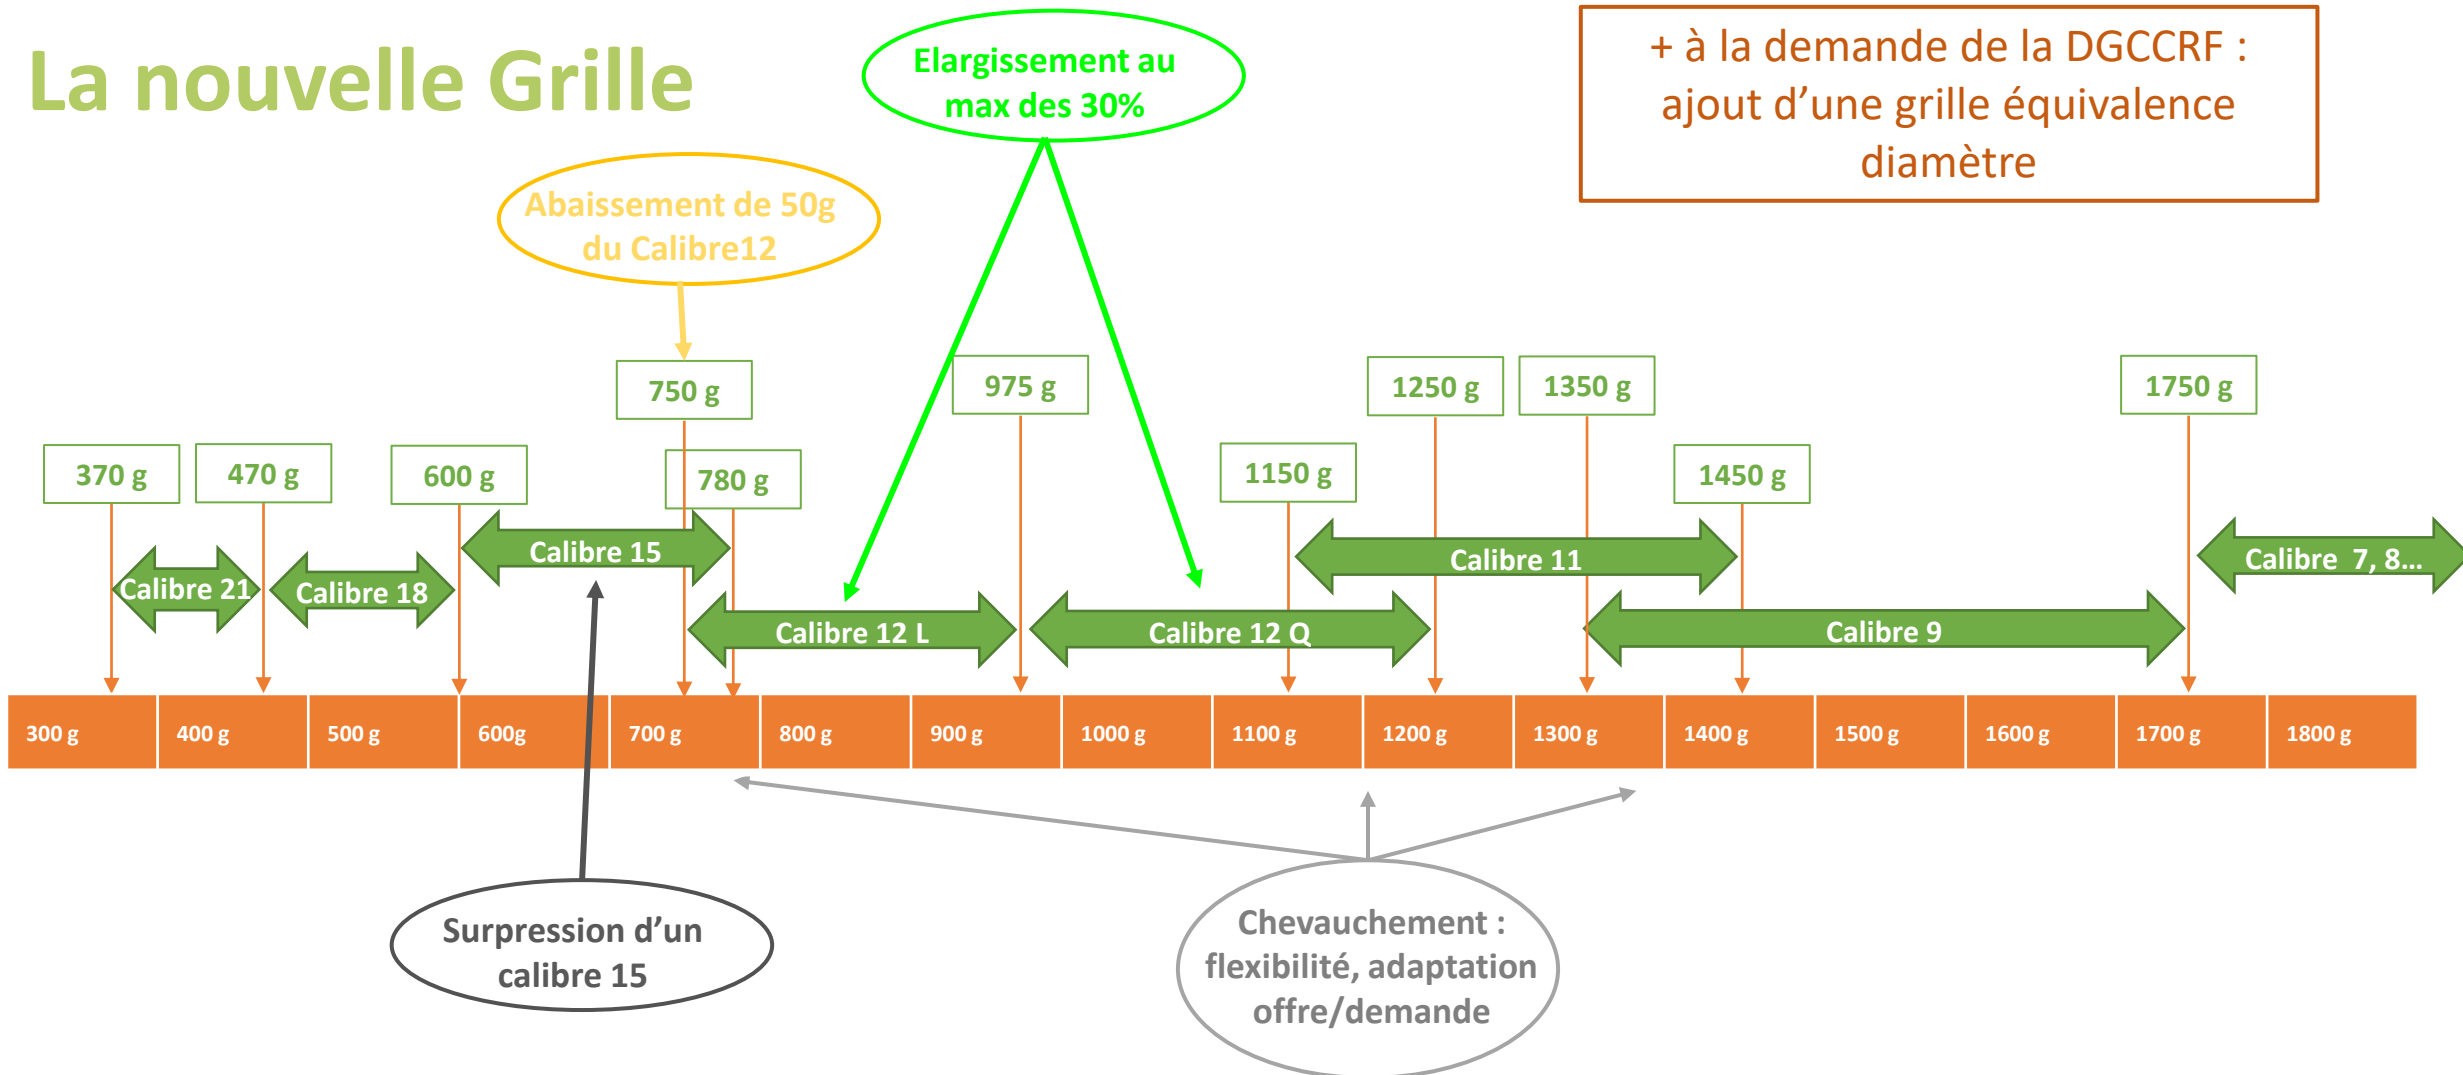 La nouvelle Grille
Elargissement au
max des 30%
+ à la demande de la DGCCRF :
ajout d’une grille équivalence
diamètre
Abaissement de 50g
du Calibre12
750 g
975 g
1250 g
1350 g
1750 g
370 g
470 g
600 g
780 g
1150 g
1450 g
Calibre 15
Calibre 11
Calibre  7, 8...
Calibre 21
Calibre 18
Calibre 12 L
Calibre 12 Q
Calibre 9
300 g
400 g
500 g
600g
700 g
800 g
900 g
1000 g
1100 g
1200 g
1300 g
1400 g
1500 g
1600 g
1700 g
1800 g
Surpression d’un
calibre 15
Chevauchement :
flexibilité, adaptation
offre/demande